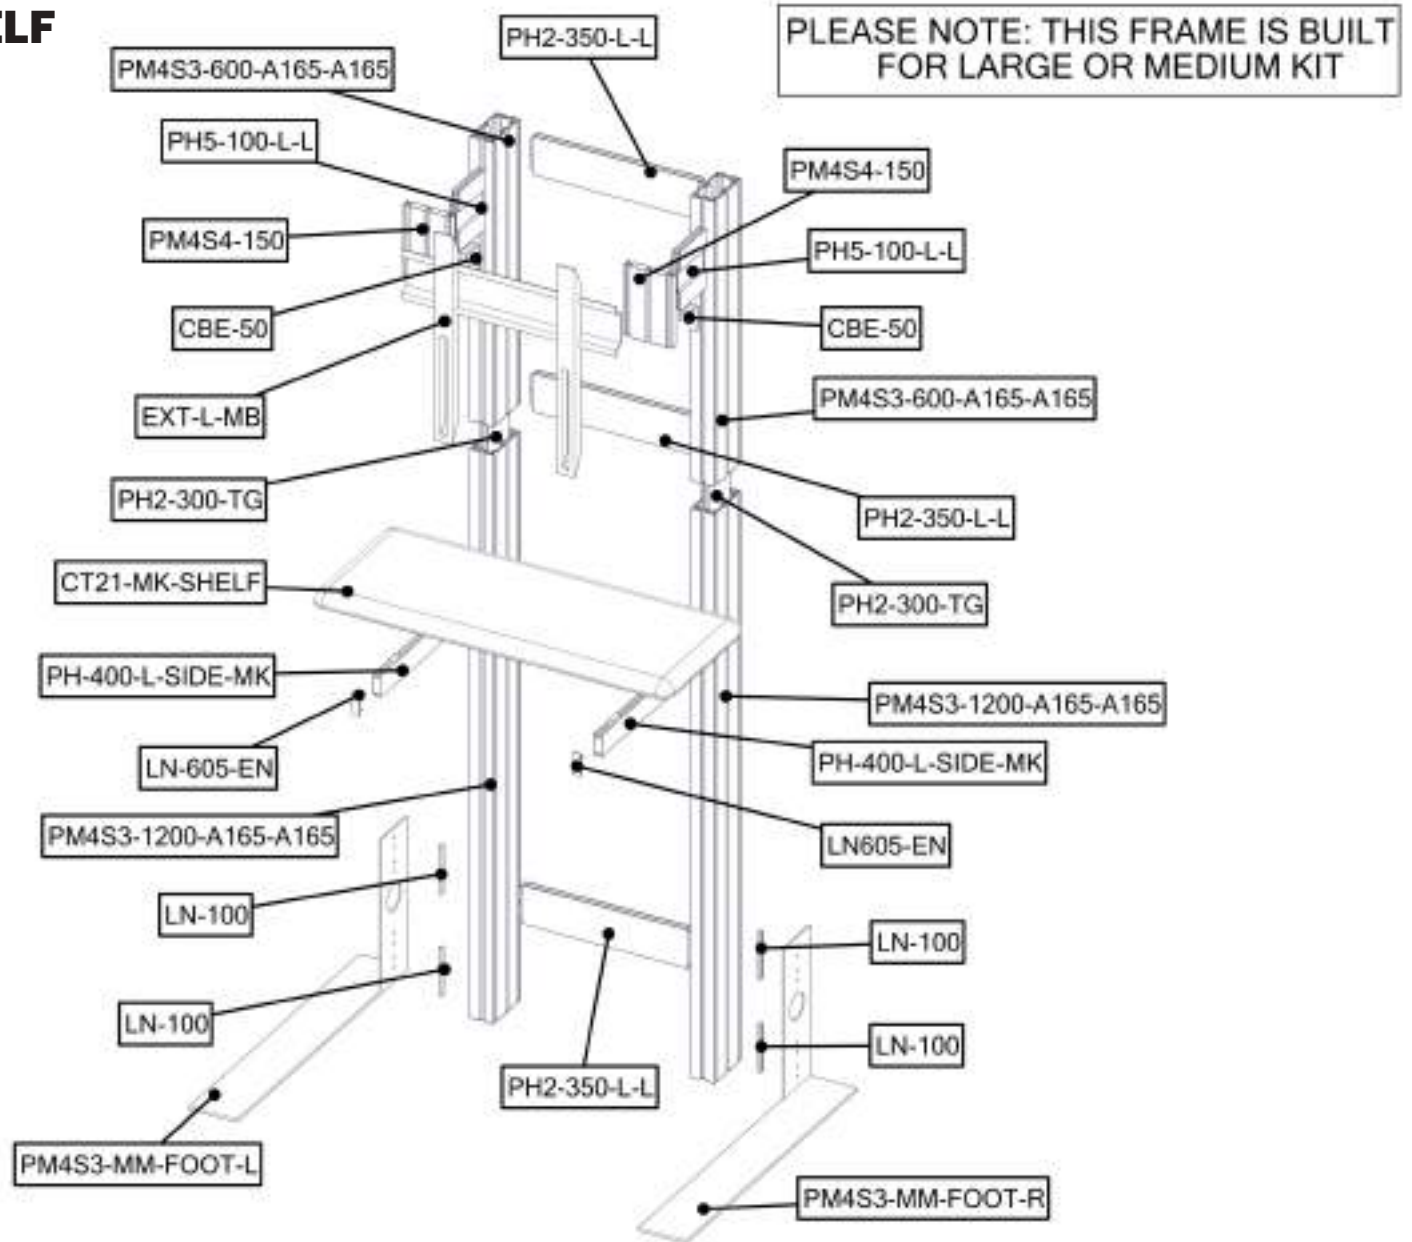 ELF
PLEASE NOTE: THIS FRAME IS BUILT
FOR LARGE OR MEDIUM KIT
PH2-350-L-L
PM4S3-600-A165-A165
PH5-100-L-L
PM4S4-150
PM4S4-150
PH5-100-L-L
CBE-50
CBE-50
EXT-L-MB
PM4S3-600-A165-A165
PH2-300-TG
PH2-350-L-L
CT21-MK-SHELF
PH2-300-TG
PH-400-L-SIDE-MK
PM4S3-1200-A165-A165
LN-605-EN
PH-400-L-SIDE-MK
PM4S3-1200-A165-A165
LN605-EN
LN-100
LN-100
LN-100
LN-100
PH2-350-L-L
PM4S3-MM-FOOT-L
PM4S3-MM-FOOT-R